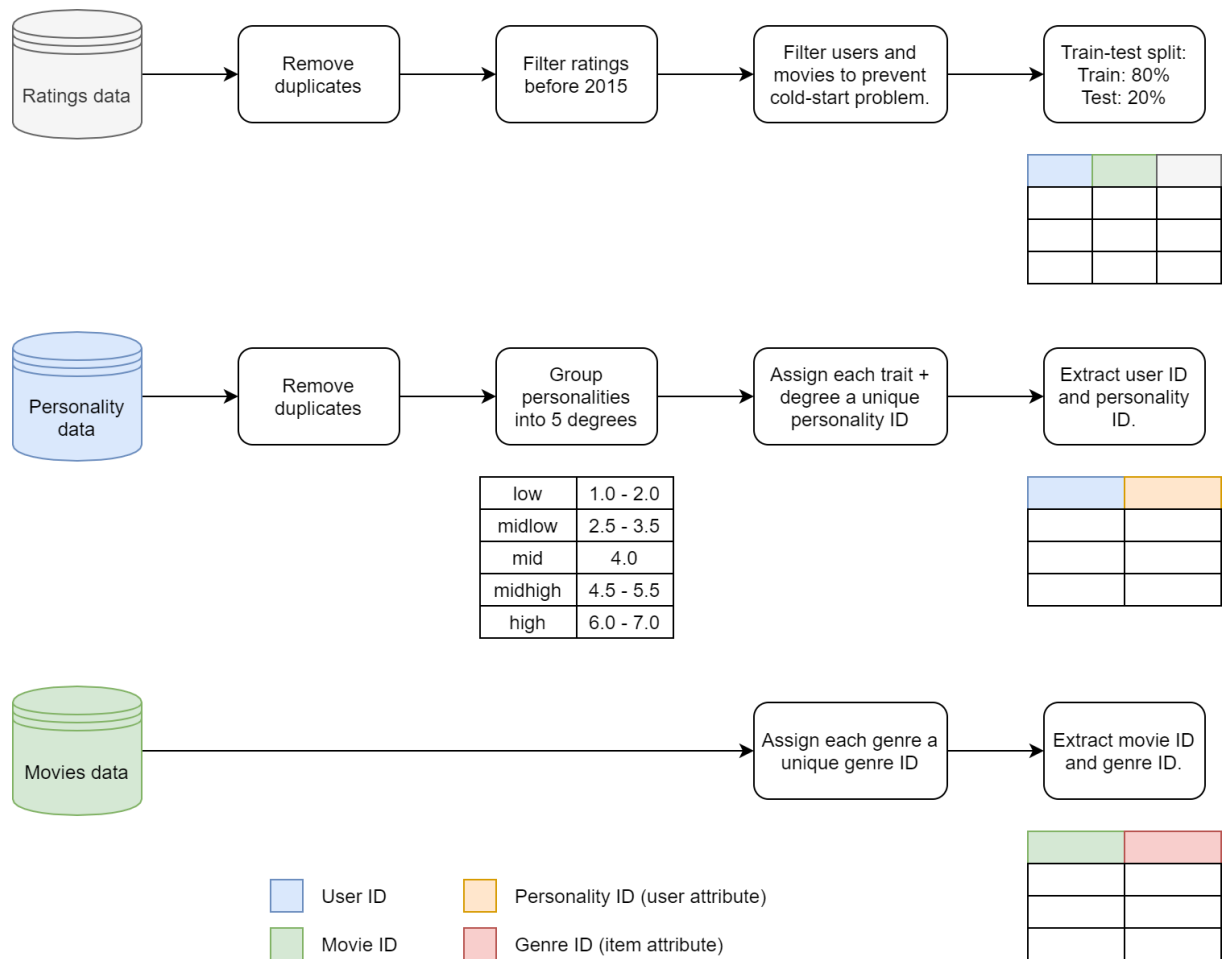 Ratings data
Remove
duplicates
Filter ratings
before 2015
Filter users and
movies to prevent
cold-start problem.
Train-test split:
Train: 80%
Test: 20%
Personality
data
Remove
duplicates
Group
personalities
into 5 degrees
Assign each trait +
degree a unique
personality ID
Extract user ID
and personality
ID.
low 1.0 - 2.0
midlow 2.5 - 3.5
mid 4.0
midhigh 4.5 - 5.5
high 6.0 - 7.0
Movies data
Assign each genre a
unique genre ID
Extract movie ID
and genre ID.
User ID
Personality ID (user attribute)
Movie ID
Genre ID (item attribute)